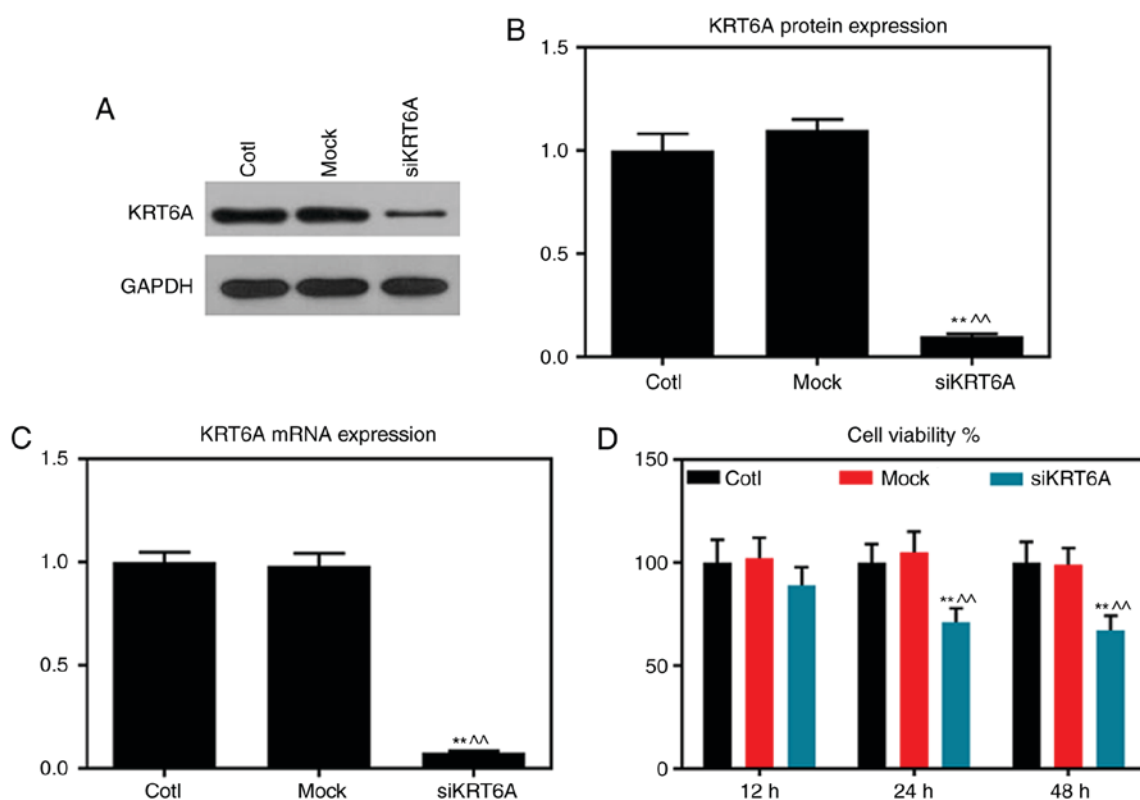 A
Cotl
Mock
siKRT6A
KRT6A
GAPDH
B
KRT6A protein expression
1.5
1.0
0.5
0.0
** ^^
Cotl
Mock
siKRT6A
C
KRT6A mRNA expression
1.5
1.0
0.5
0.0
** ^^
Cotl
Mock
siKRT6A
D
Cell viability %
150
100
50
0
Cotl
Mock
siKRT6A
** ^^
** ^^
12 h
24 h
48 h